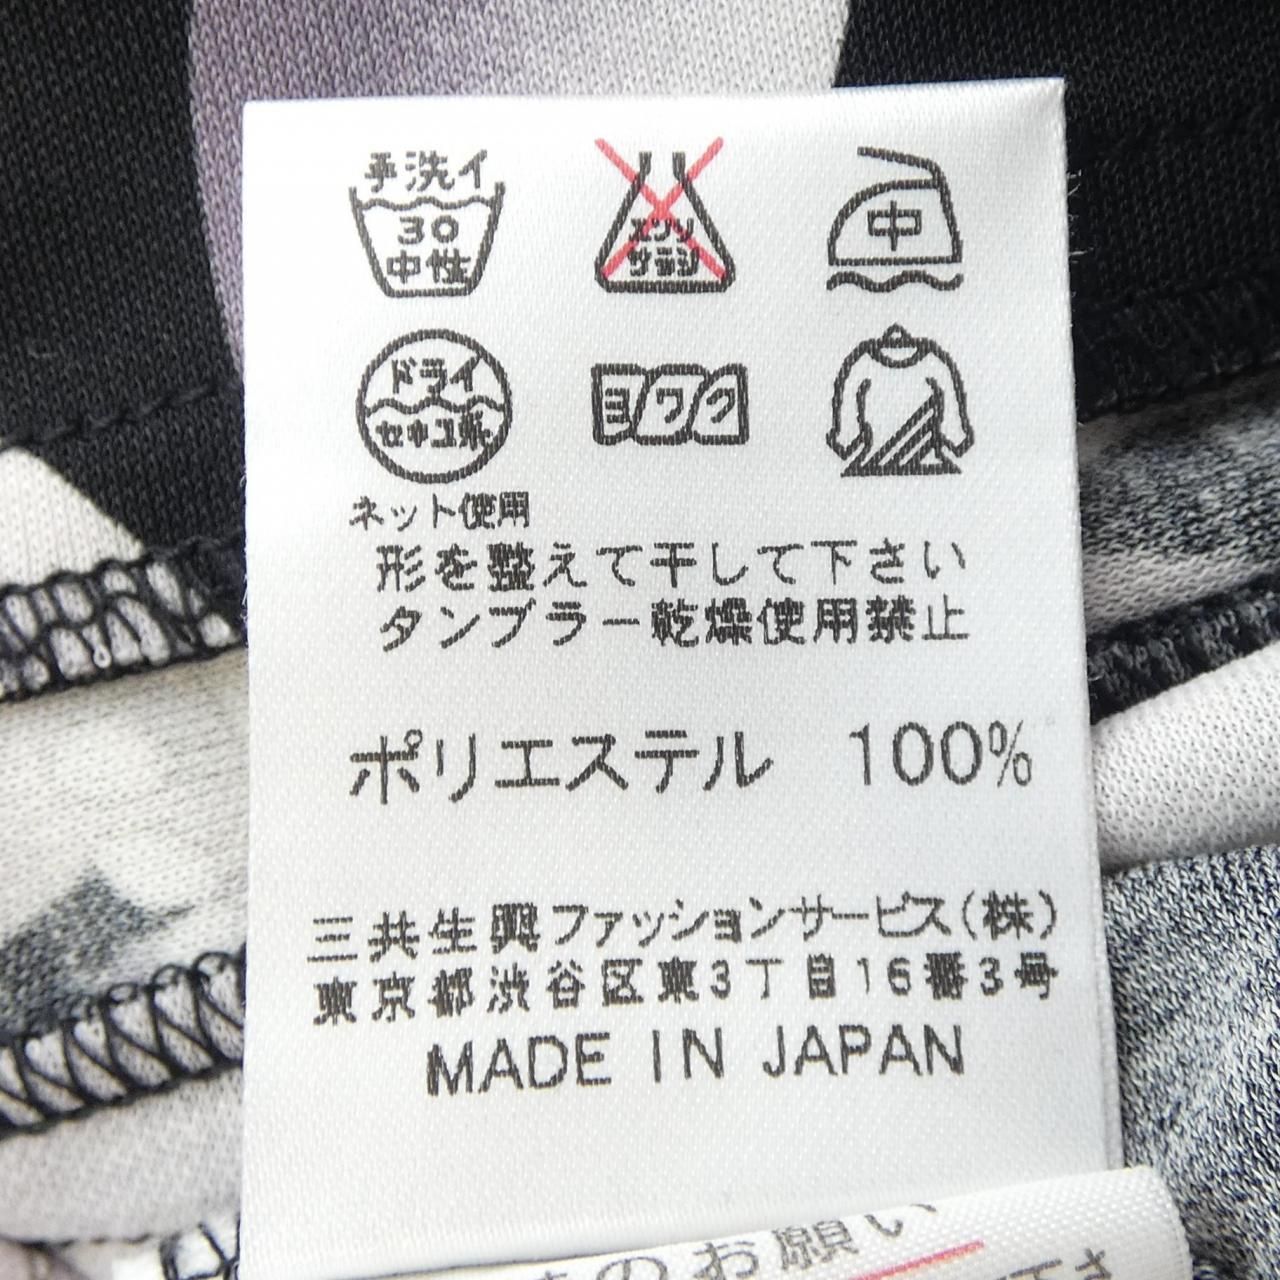 手洗イ
30
中性
エンソ
サラシ
中
ドライ
セキユ系
ヨワク
ネット使用
形を整えて干して下さい
タンブラー乾燥使用禁止
ポリエステル 100%
三共生興ファッションサービス(株)
東京都渋谷区東3丁目16番3号
MADE IN JAPAN
のお願い